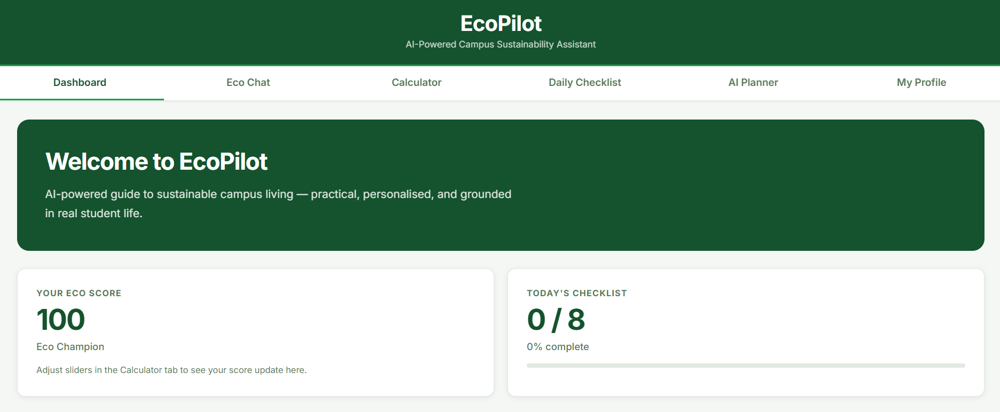 EcoPilot
AI-Powered Campus Sustainability Assistant
Dashboard
Eco Chat
Calculator
Daily Checklist
AI Planner
My Profile
Welcome to EcoPilot
AI-powered guide to sustainable campus living — practical, personalised, and grounded
in real student life.
YOUR ECO SCORE
100
Eco Champion
Adjust sliders in the Calculator tab to see your score update here.
TODAY'S CHECKLIST
0 / 8
0% complete